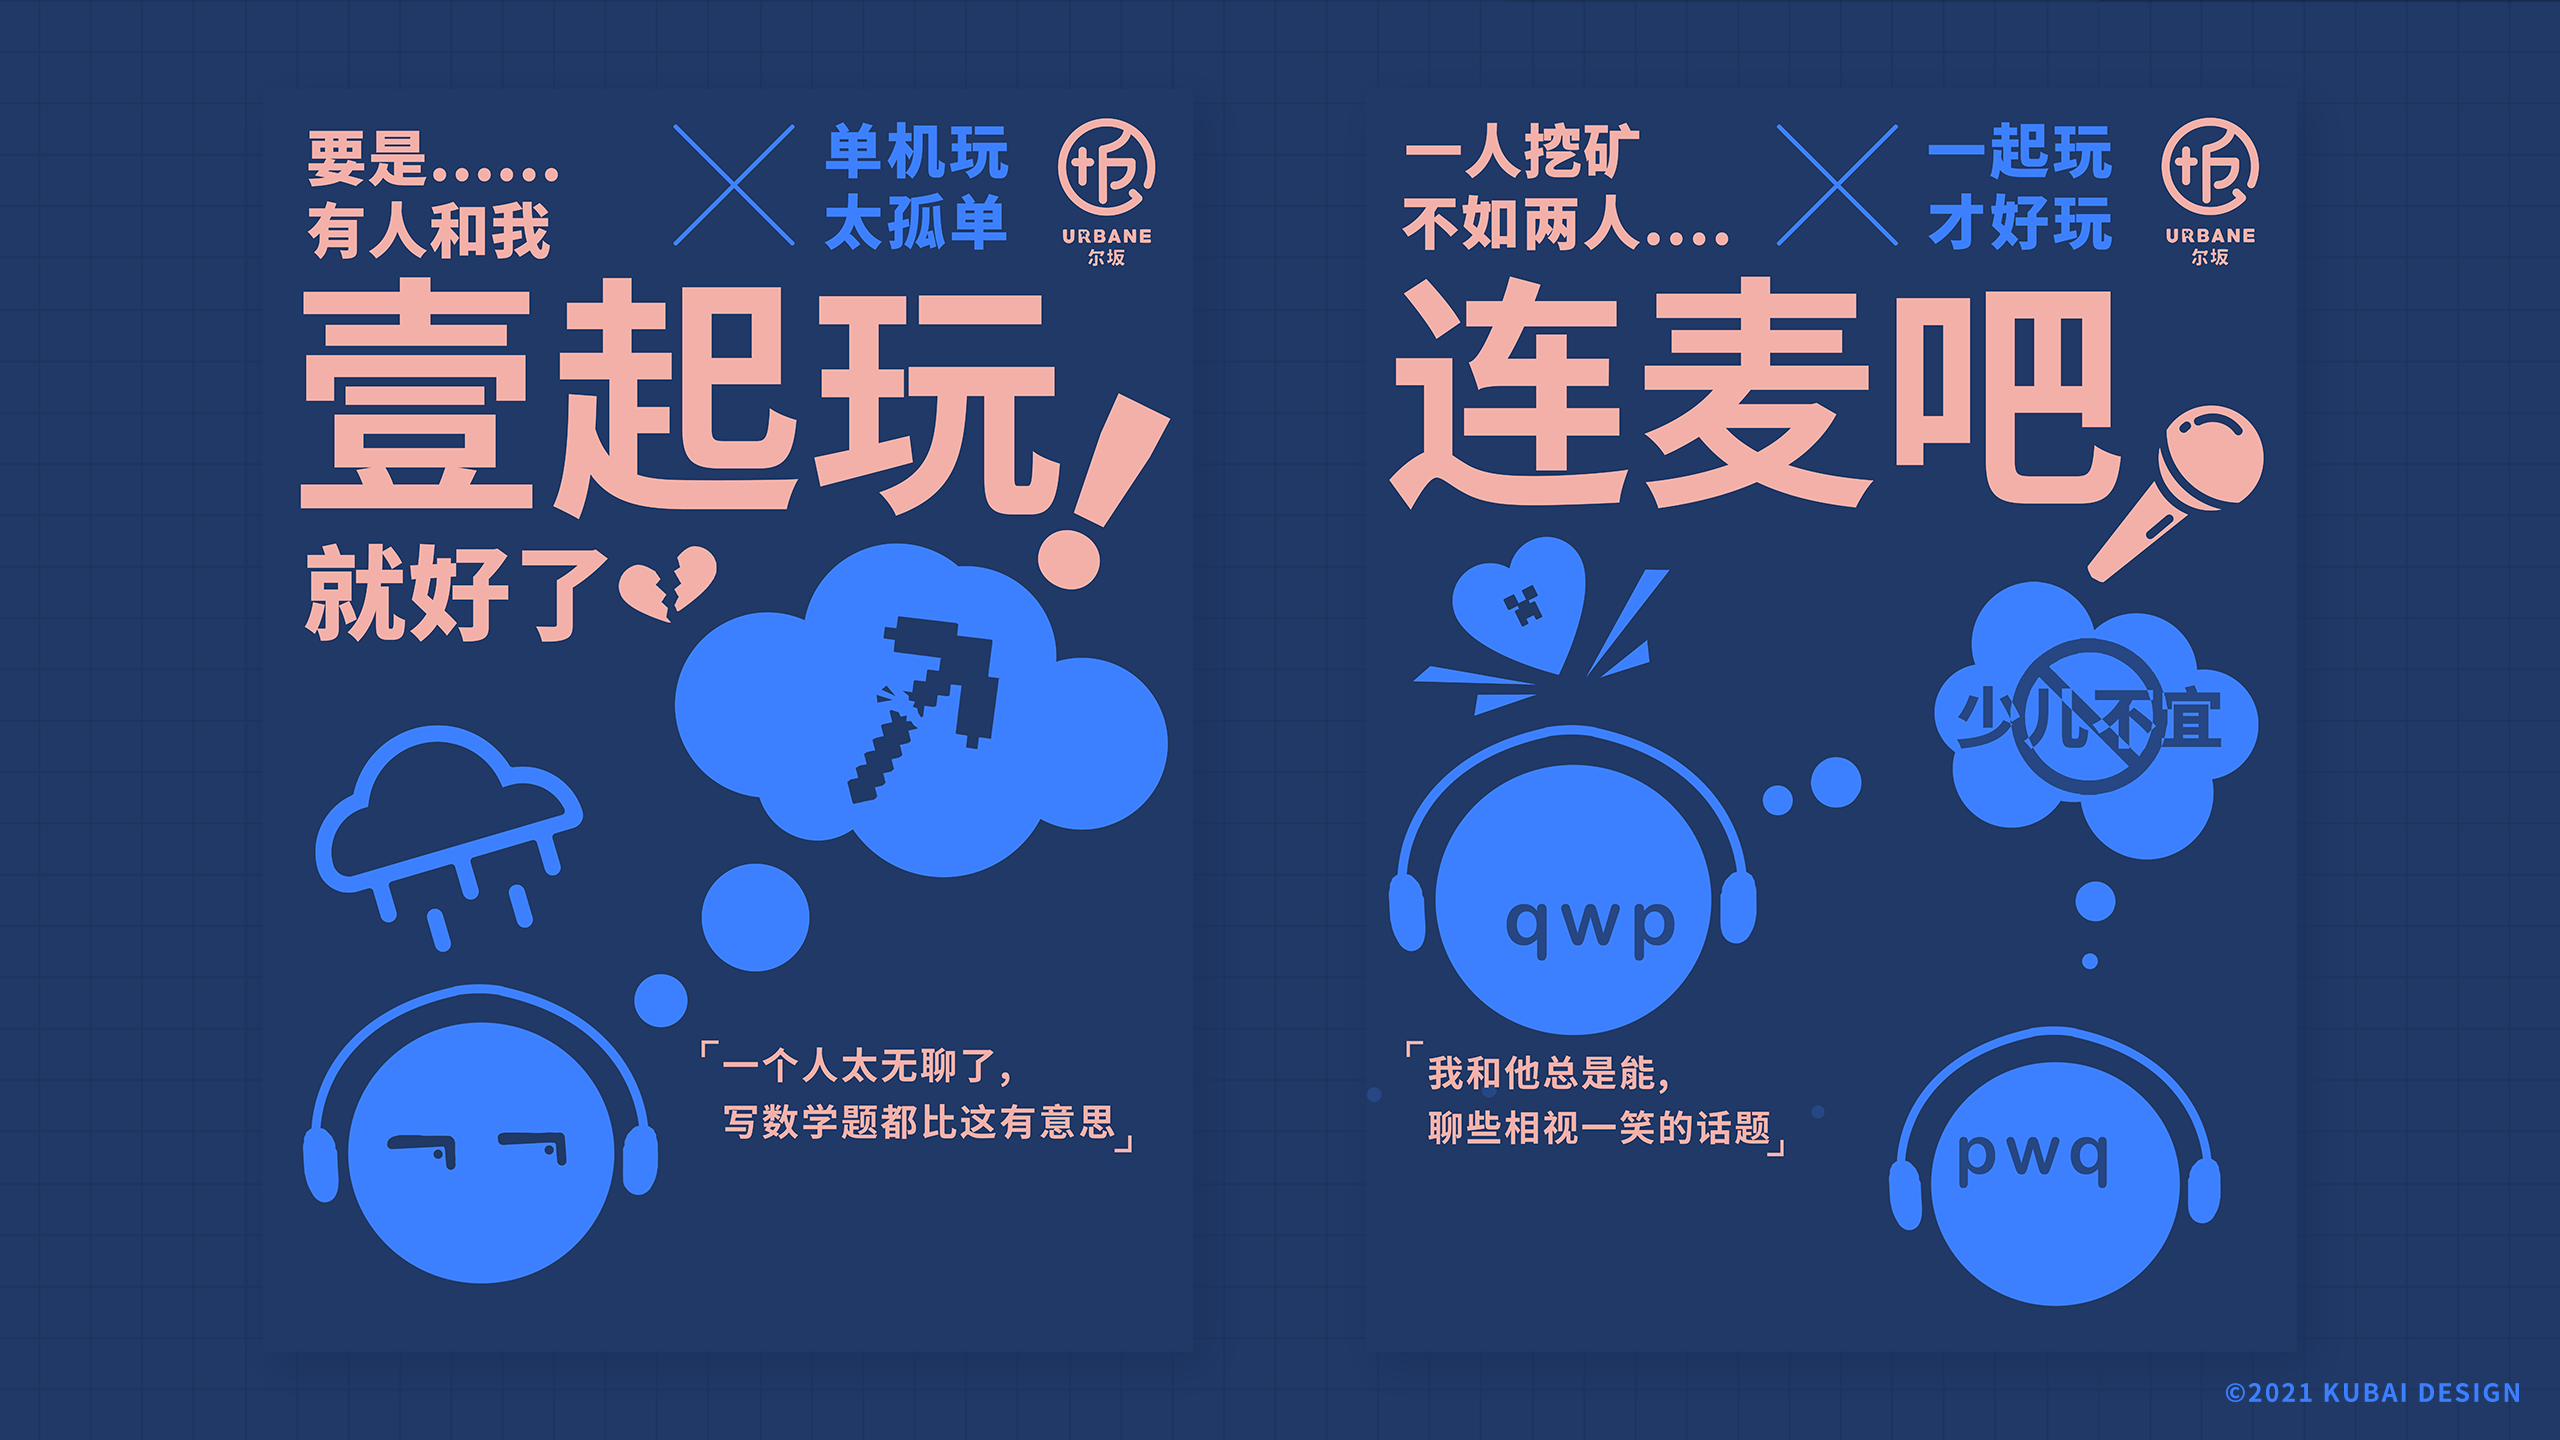 要是......
有人和我
单机玩
太孤单
URBANE
尔坂
壹起玩!
就好了
「一个人太无聊了,
写数学题都比这有意思」
一人挖矿
不如两人....
一起玩
才好玩
URBANE
尔坂
连麦吧
少儿不宜
qwp
「我和他总是能,
聊些相视一笑的话题」
pwq
©2021 KUBAI DESIGN